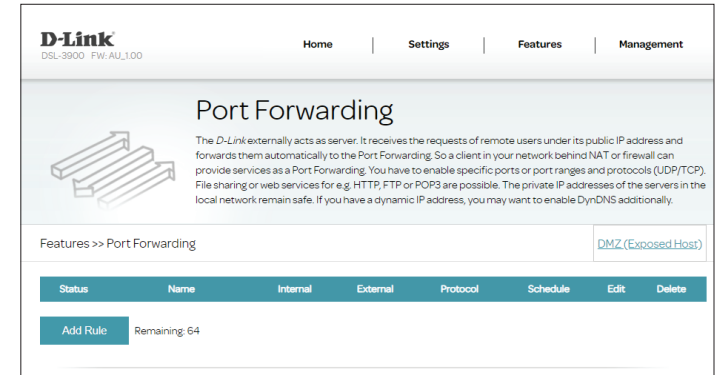 D-Link
DSL-3900 FW: AU_1.00
Home
Settings
Features
Management
Port Forwarding
The D-Link externally acts as server. It receives the requests of remote users under its public IP address and
forwards them automatically to the Port Forwarding. So a client in your network behind NAT or firewall can
provide services as a Port Forwarding. You have to enable specific ports or port ranges and protocols (UDP/TCP).
File sharing or web services for e.g. HTTP, FTP or POP3 are possible. The private IP addresses of the servers in the
local network remain safe. If you have a dynamic IP address, you may want to enable DynDNS additionally.
Features >> Port Forwarding
DMZ (Exposed Host)
Status Name Internal External Protocol Schedule Edit Delete
Add Rule Remaining: 64